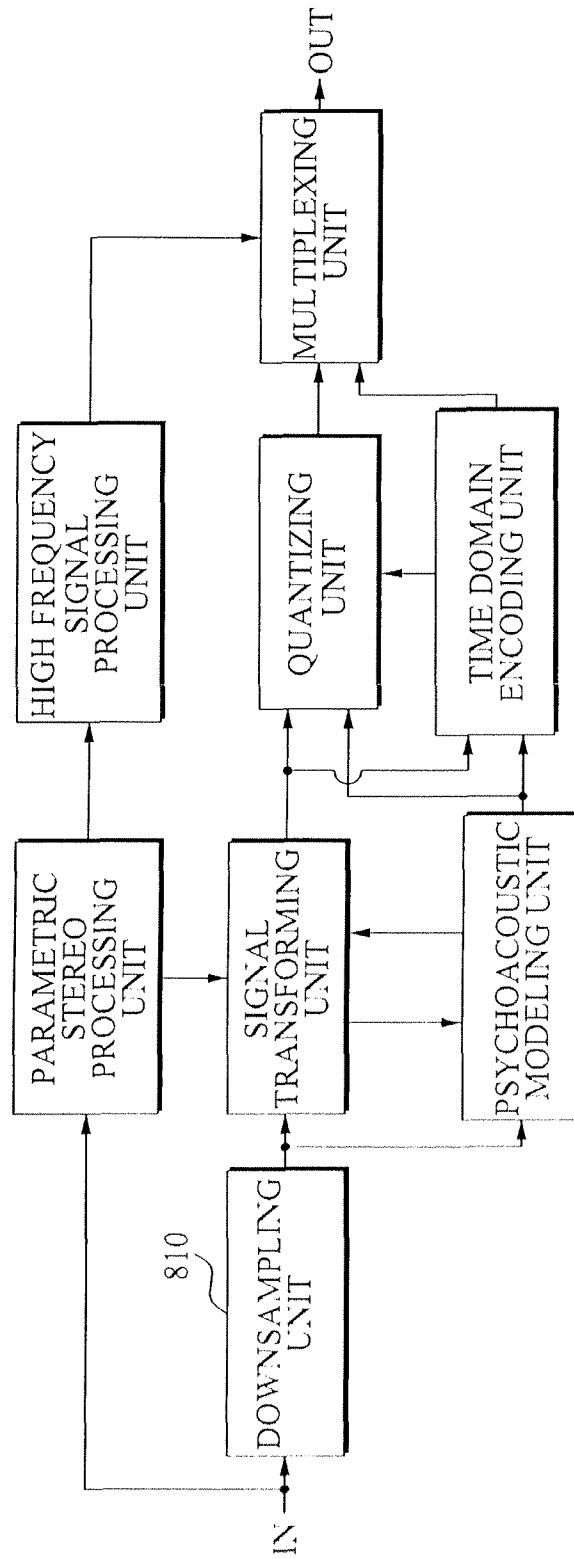 IN
810
DOWNSAMPLING
UNIT
PARAMETRIC
STEREO
PROCESSING
UNIT
SIGNAL
TRANSFORMING
UNIT
PSYCHOACOUSTIC
MODELING UNIT
HIGH FREQUENCY
SIGNAL
PROCESSING
UNIT
QUANTIZING
UNIT
TIME DOMAIN
ENCODING UNIT
MULTIPLEXING
UNIT
OUT